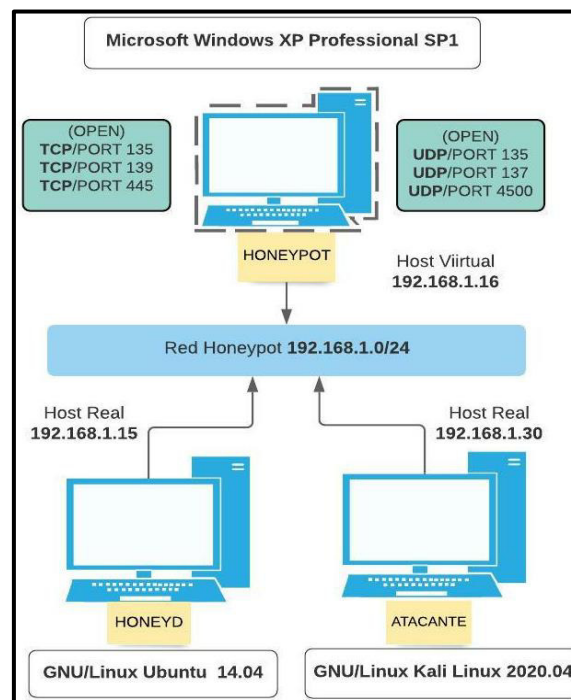 Microsoft Windows XP Professional SP1
(OPEN)
TCP/PORT 135
TCP/PORT 139
TCP/PORT 445
(OPEN)
UDP/PORT 135
UDP/PORT 137
UDP/PORT 4500
HONEYPOT
Host Viirtual
192.168.1.16
Red Honeypot 192.168.1.0/24
Host Real
192.168.1.15
Host Real
192.168.1.30
HONEYD
ATACANTE
GNU/Linux Ubuntu 14.04
GNU/Linux Kali Linux 2020.04